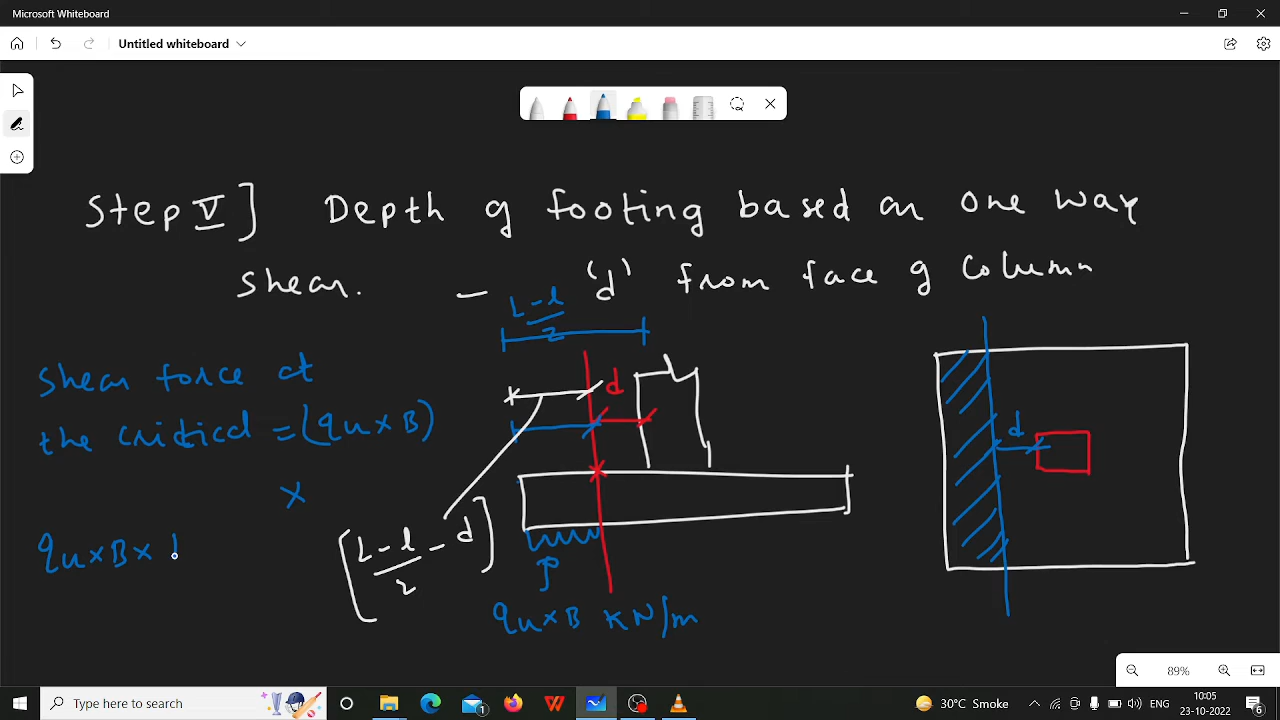 Microsoft Whiteboard
Untitled whiteboard
Step V] Depth of footing based on one way
shear. - 'd' from face of column
L-l/2
shear force at
the critical = (qu×B)
×
d
d
[L-l/2 - d]
qu×B×
qu×B KN/m
89%
Type here to search
30°C Smoke
10:05
23-10-2022
6